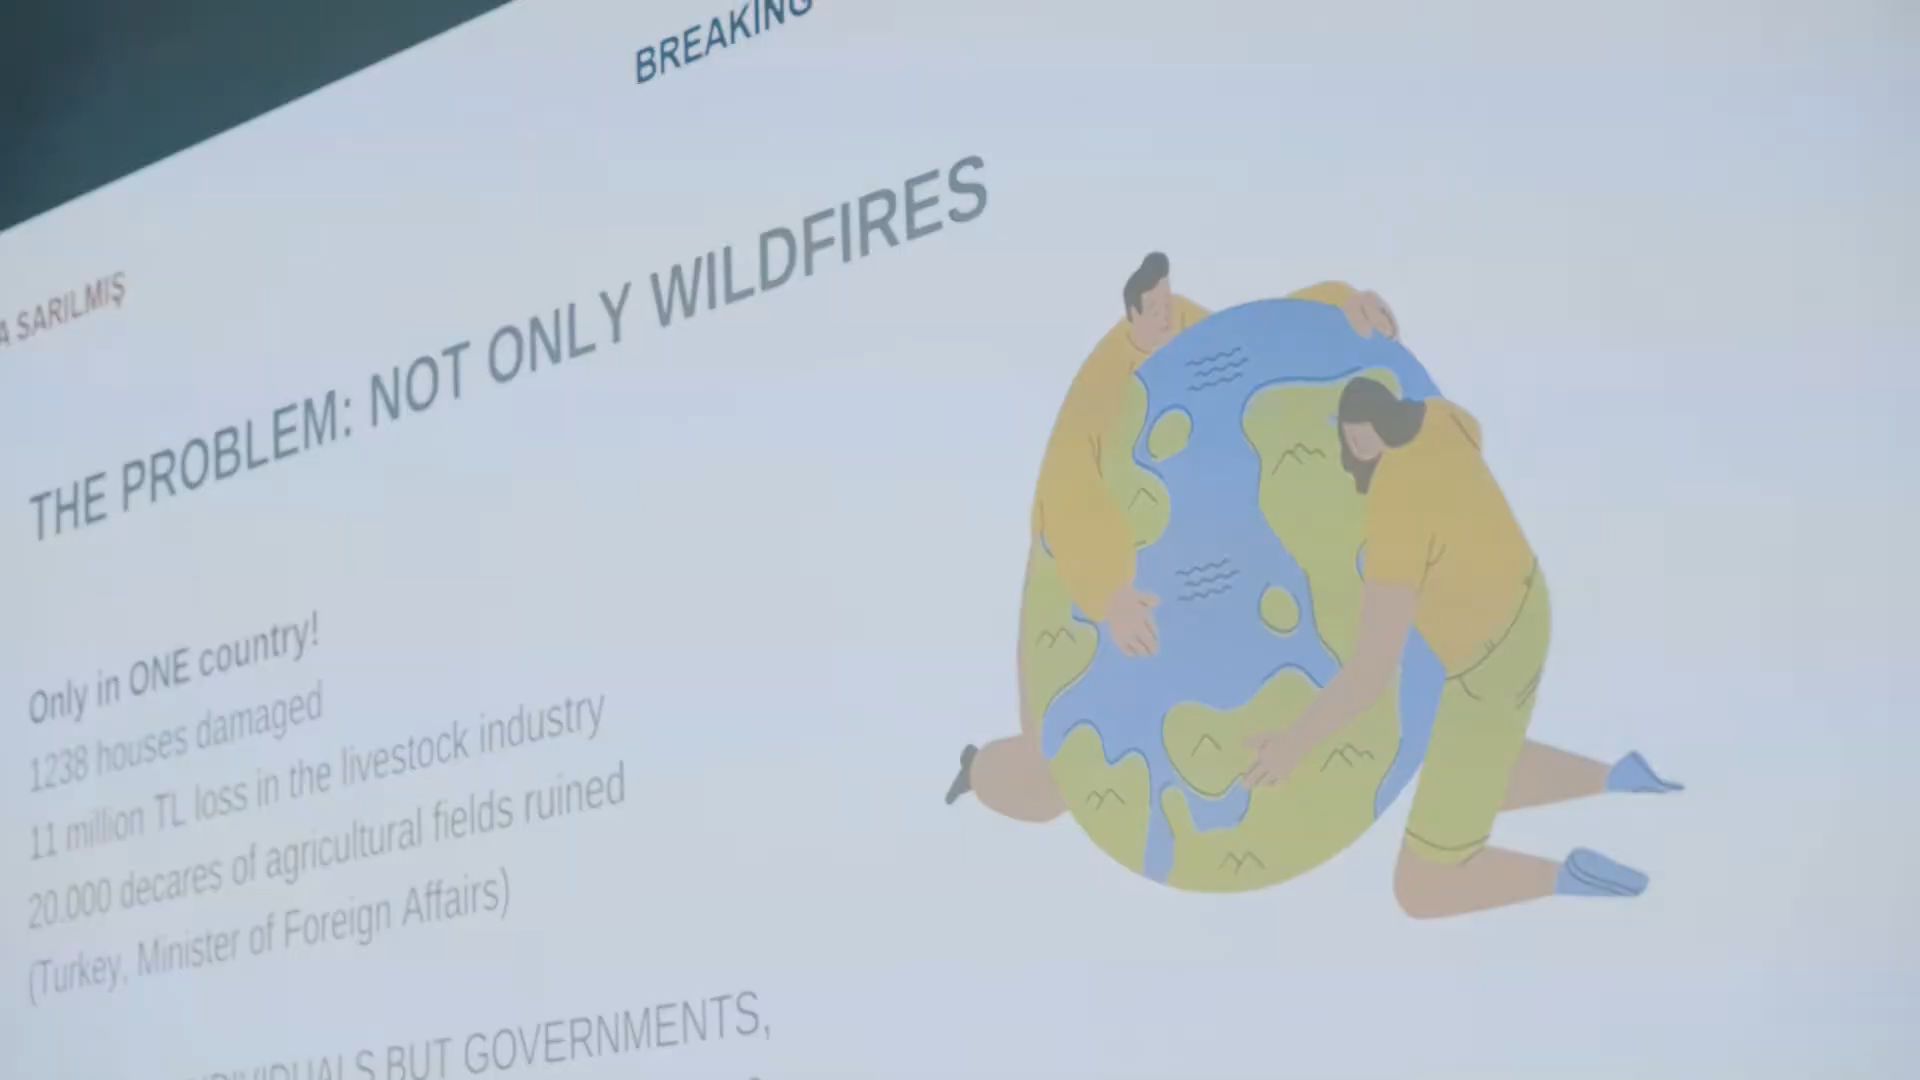 BREAKING
A SARILMIŞ
THE PROBLEM: NOT ONLY WILDFIRES
Only in ONE country!
1238 houses damaged
11 million TL loss in the livestock industry
20.000 decares of agricultural fields ruined
(Turkey, Minister of Foreign Affairs)
BUT GOVERNMENTS,